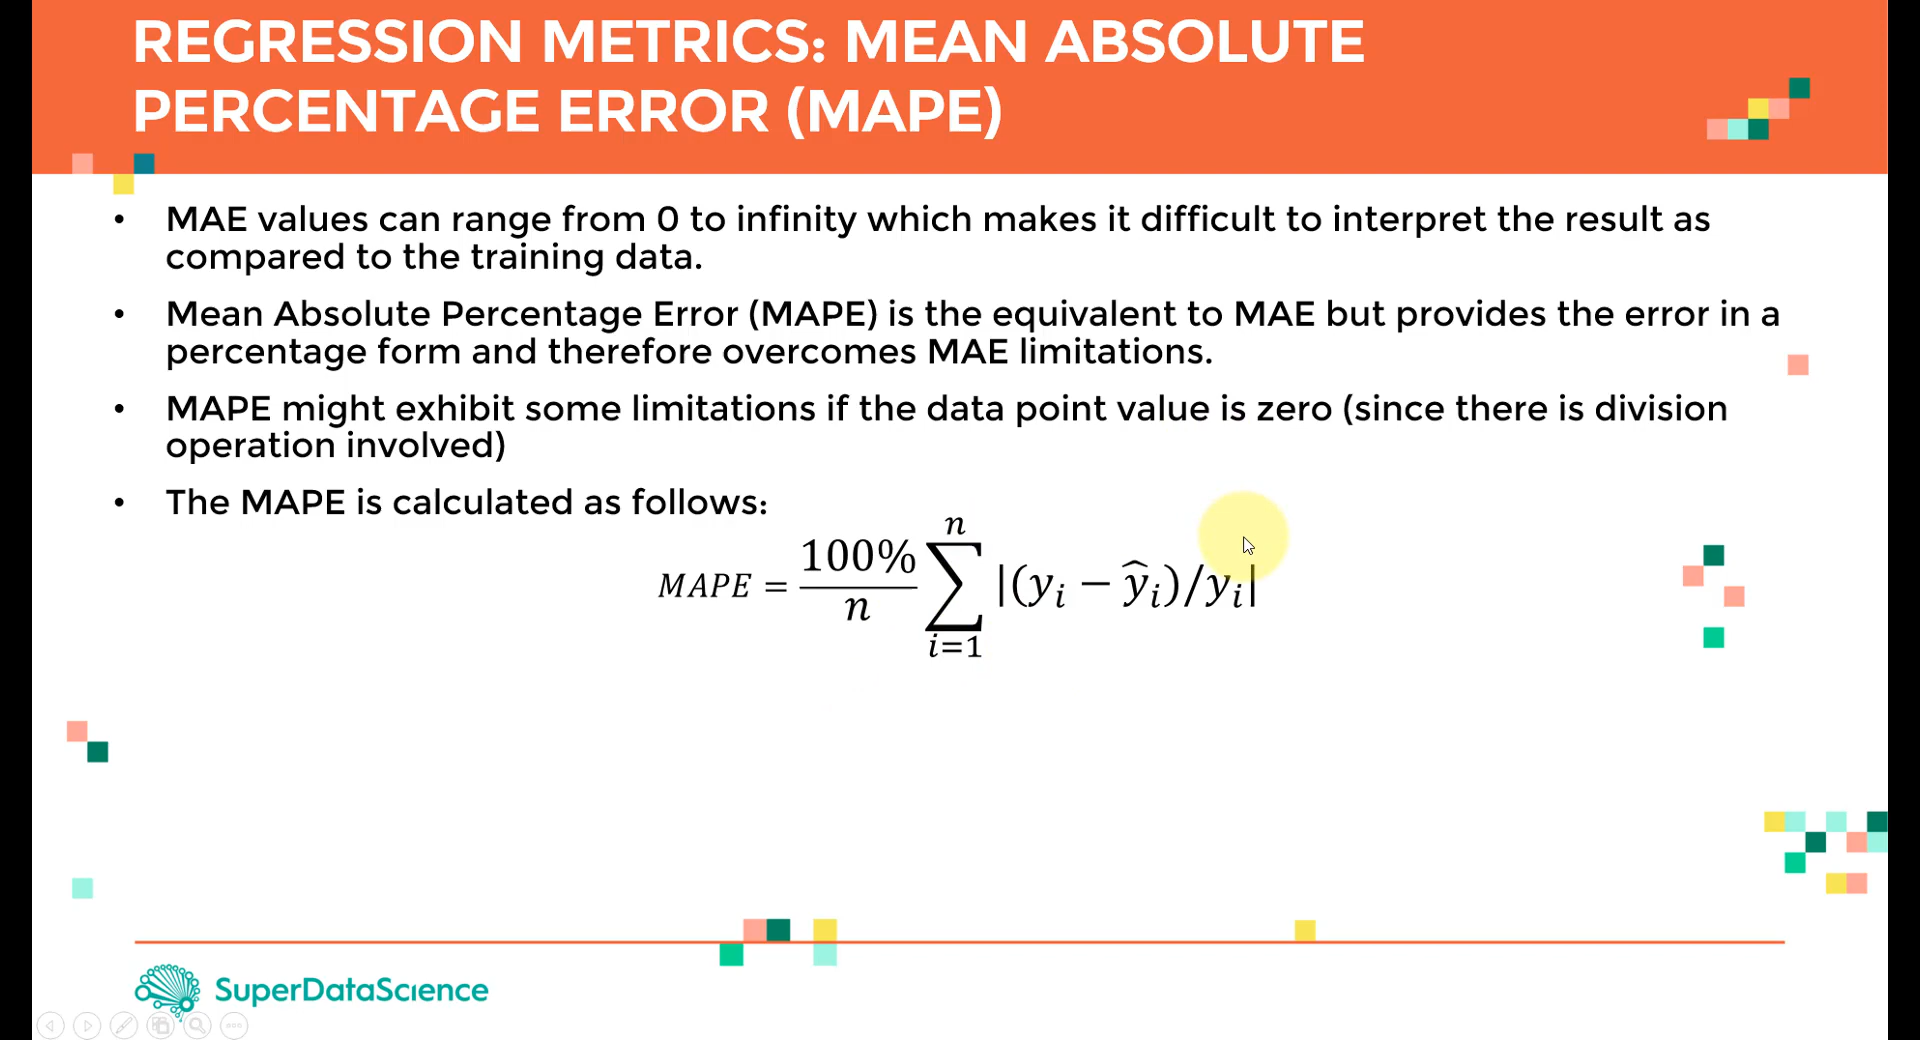 REGRESSION METRICS: MEAN ABSOLUTE
PERCENTAGE ERROR (MAPE)
• MAE values can range from 0 to infinity which makes it difficult to interpret the result as
compared to the training data.
• Mean Absolute Percentage Error (MAPE) is the equivalent to MAE but provides the error in a
percentage form and therefore overcomes MAE limitations.
• MAPE might exhibit some limitations if the data point value is zero (since there is division
operation involved)
• The MAPE is calculated as follows:
MAPE = 100%/n ∑_{i=1}^{n} |(y_i − ŷ_i)/y_i|
SuperDataScience